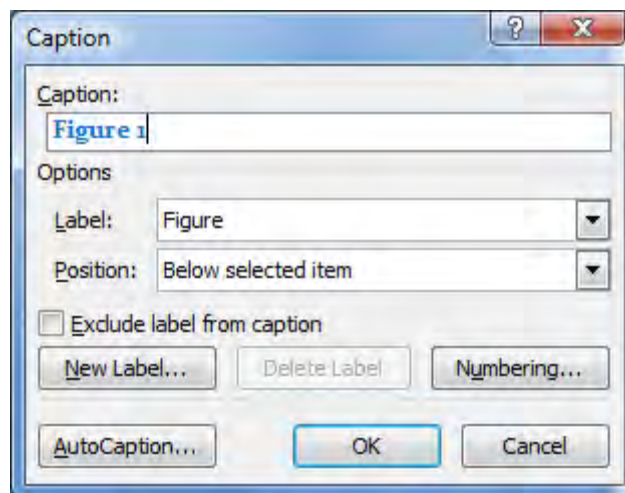 Caption
?
Caption:
Figure 1
Options
Label: Figure
Position: Below selected item
Exclude label from caption
New Label... Delete Label Numbering...
AutoCaption... OK Cancel